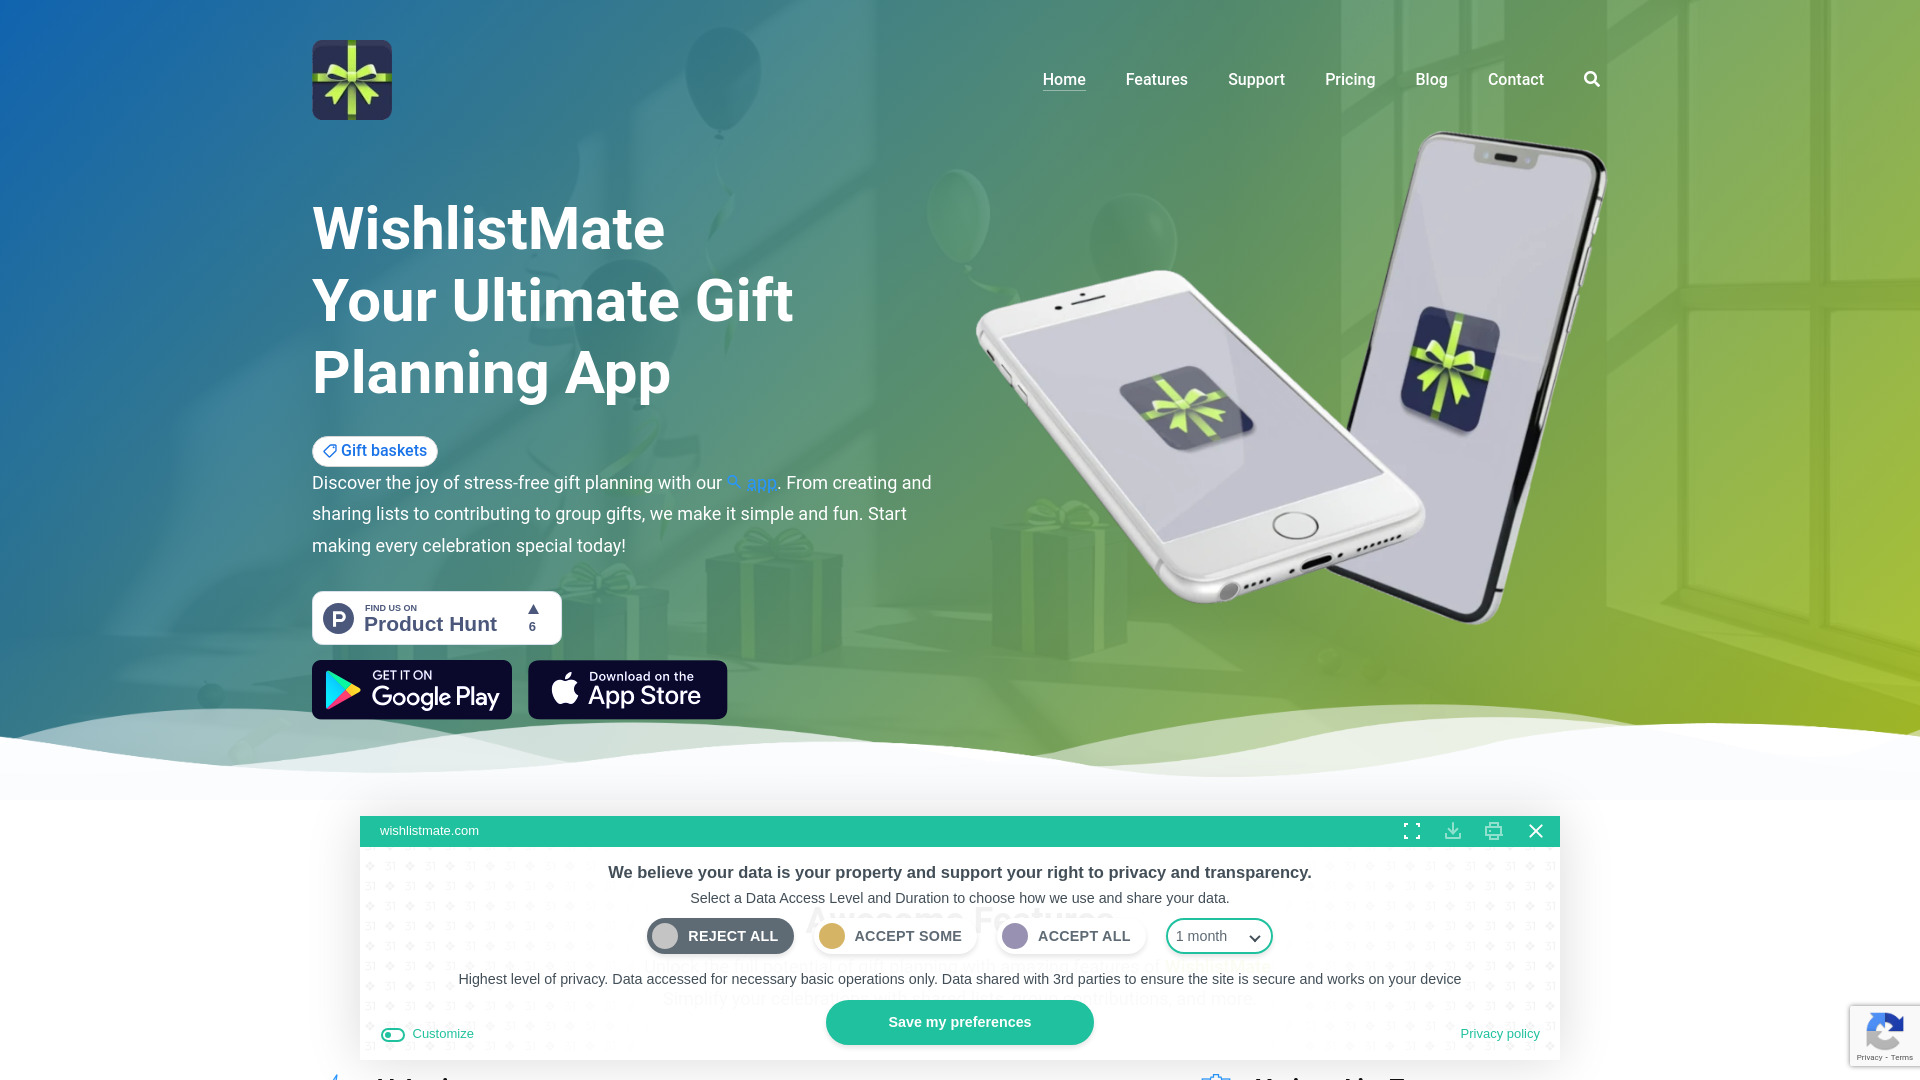 Home Features Support Pricing Blog Contact
WishlistMate
Your Ultimate Gift
Planning App
Gift baskets
Discover the joy of stress-free gift planning with our app. From creating and
sharing lists to contributing to group gifts, we make it simple and fun. Start
making every celebration special today!
FIND US ON
Product Hunt
6
GET IT ON
Google Play
Download on the
App Store
wishlistmate.com
We believe your data is your property and support your right to privacy and transparency.
Select a Data Access Level and Duration to choose how we use and share your data.
Awesome Features
REJECT ALL ACCEPT SOME ACCEPT ALL 1 month
Highest level of privacy. Data accessed for necessary basic operations only. Data shared with 3rd parties to ensure the site is secure and works on your device
Save my preferences
Customize
Privacy policy
Privacy - Terms